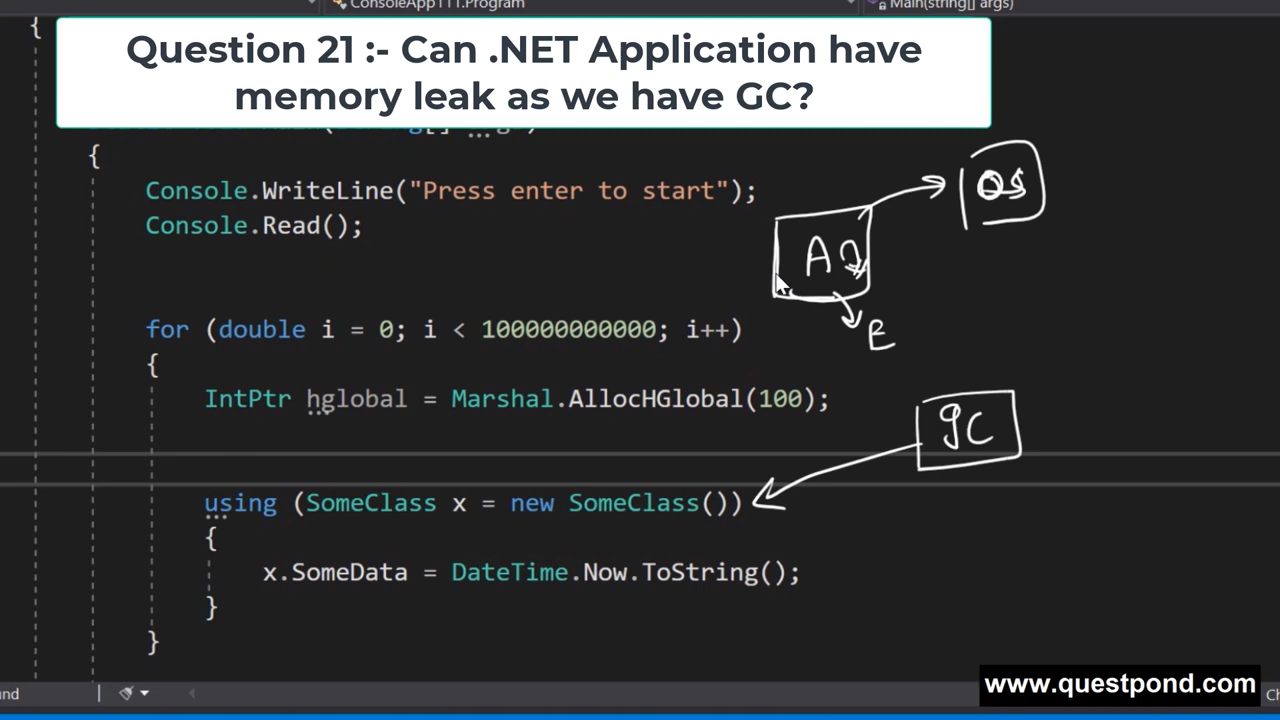 ConsoleApp111.Program
Main(string[] args)
Question 21 :- Can .NET Application have
memory leak as we have GC?
{
{
Console.WriteLine("Press enter to start");
Console.Read();
OS
A
E
for (double i = 0; i < 100000000000; i++)
{
IntPtr hglobal = Marshal.AllocHGlobal(100);
GC
using (SomeClass x = new SomeClass())
{
x.SomeData = DateTime.Now.ToString();
}
}
www.questpond.com